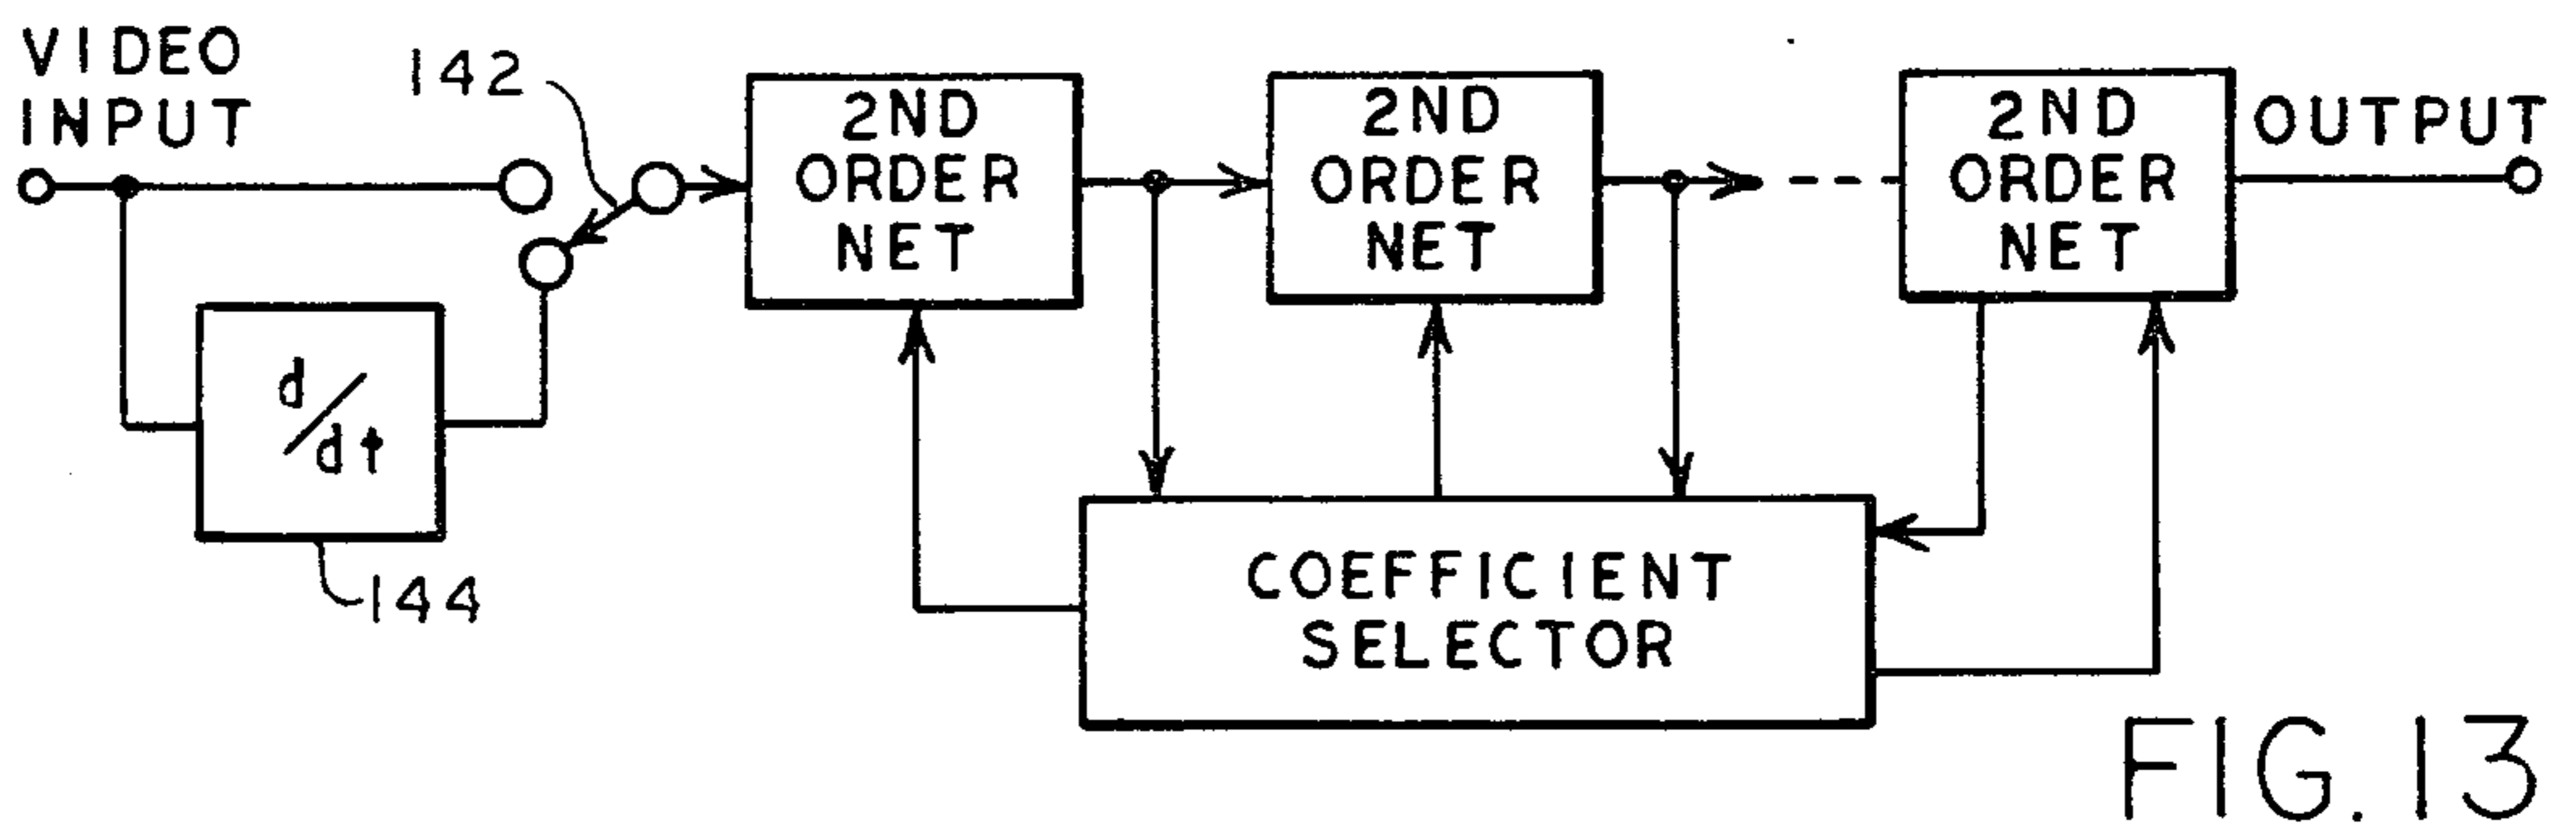 VIDEO
INPUT
142
2ND
ORDER
NET
2ND
ORDER
NET
2ND
ORDER
NET
OUTPUT
d/dt
144
COEFFICIENT
SELECTOR
FIG. 13